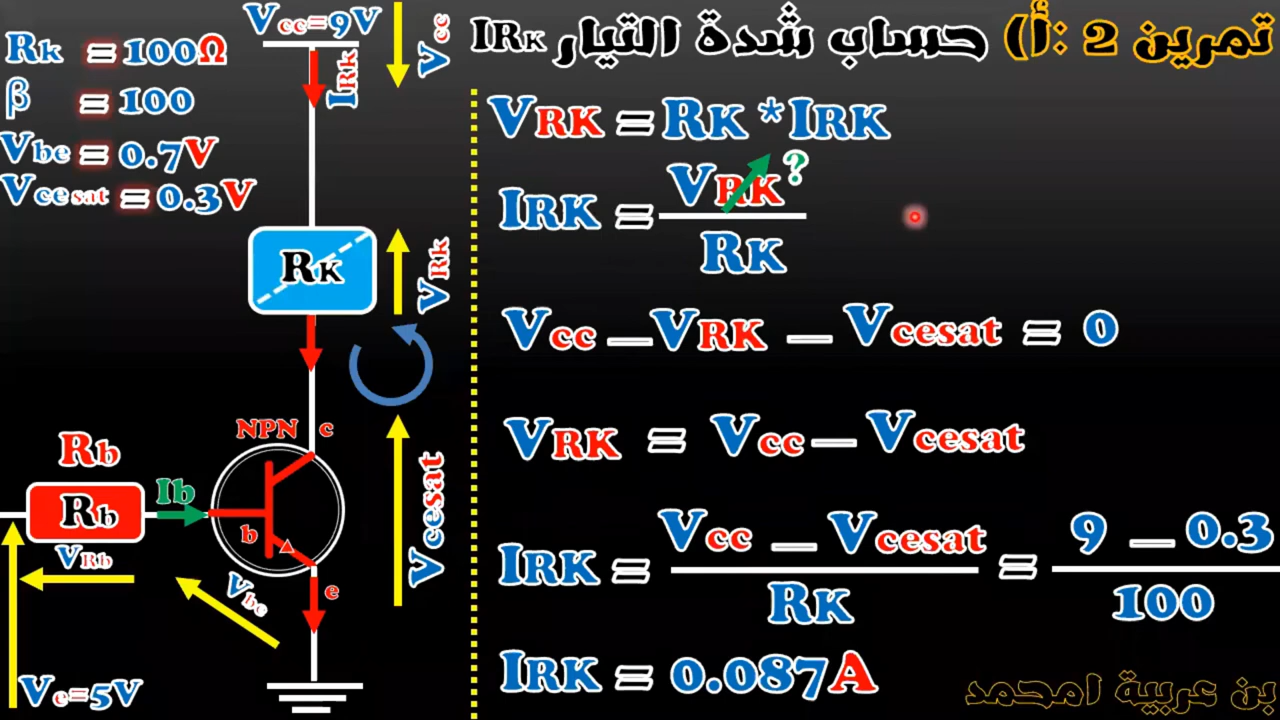 تمرين 2 :أ) حساب شدة التيار IRK
Vcc=9V
Vcc
IRk
Rk = 100Ω
β = 100
Vbe = 0.7V
Vcesat = 0.3V
RK
VRk
NPN c
Rb
Rb
Ib
b
VRb
Vbe
e
Vcesat
Ve=5V
VRK = RK * IRK
IRK = VRK / RK
?
Vcc – VRK – Vcesat = 0
VRK = Vcc – Vcesat
IRK = Vcc – Vcesat / RK = 9 – 0.3 / 100
IRK = 0.087A
بن عربية امحمد